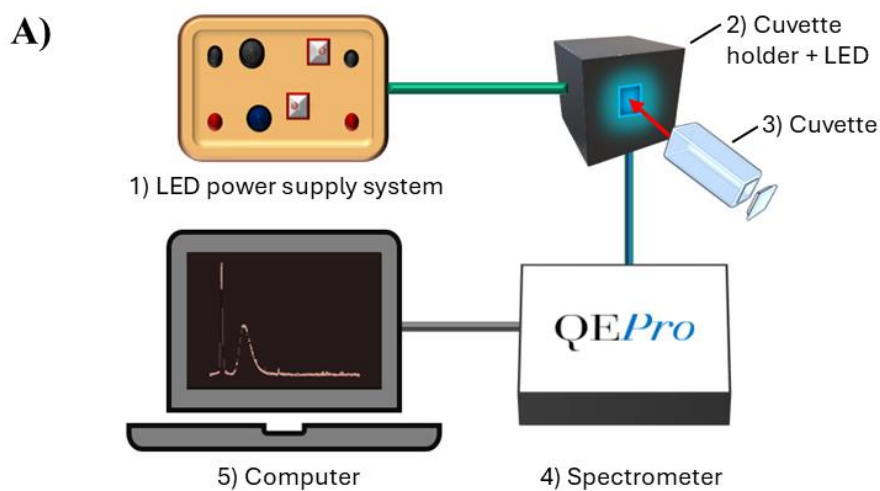 A)
2) Cuvette
holder + LED
3) Cuvette
1) LED power supply system
QEPro
5) Computer
4) Spectrometer